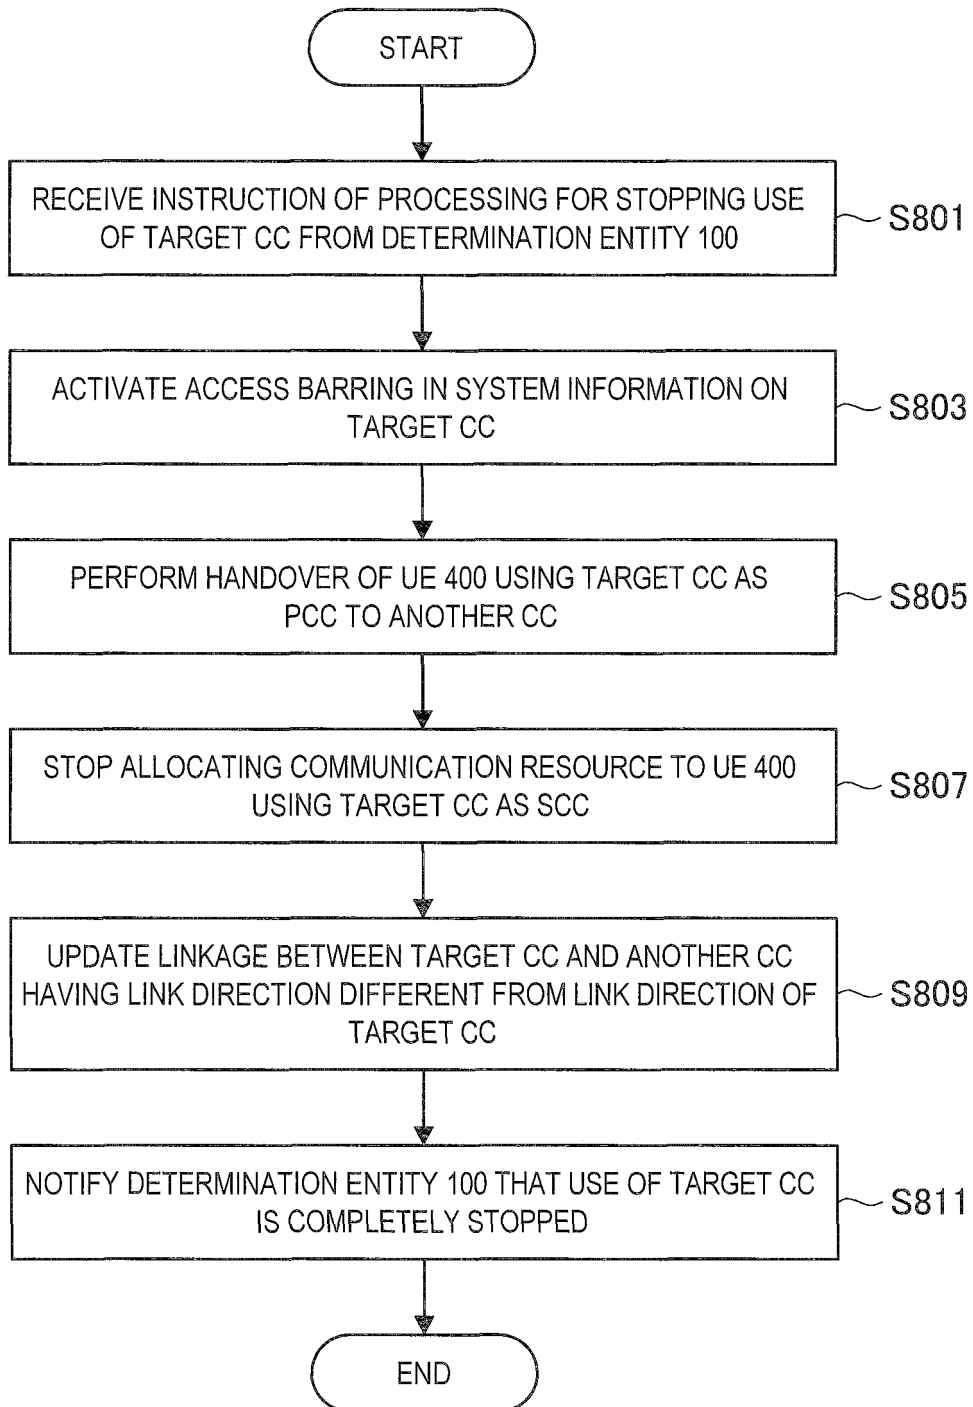 START
RECEIVE INSTRUCTION OF PROCESSING FOR STOPPING USE
OF TARGET CC FROM DETERMINATION ENTITY 100
S801
ACTIVATE ACCESS BARRING IN SYSTEM INFORMATION ON
TARGET CC
S803
PERFORM HANDOVER OF UE 400 USING TARGET CC AS
PCC TO ANOTHER CC
S805
STOP ALLOCATING COMMUNICATION RESOURCE TO UE 400
USING TARGET CC AS SCC
S807
UPDATE LINKAGE BETWEEN TARGET CC AND ANOTHER CC
HAVING LINK DIRECTION DIFFERENT FROM LINK DIRECTION OF
TARGET CC
S809
NOTIFY DETERMINATION ENTITY 100 THAT USE OF TARGET CC
IS COMPLETELY STOPPED
S811
END